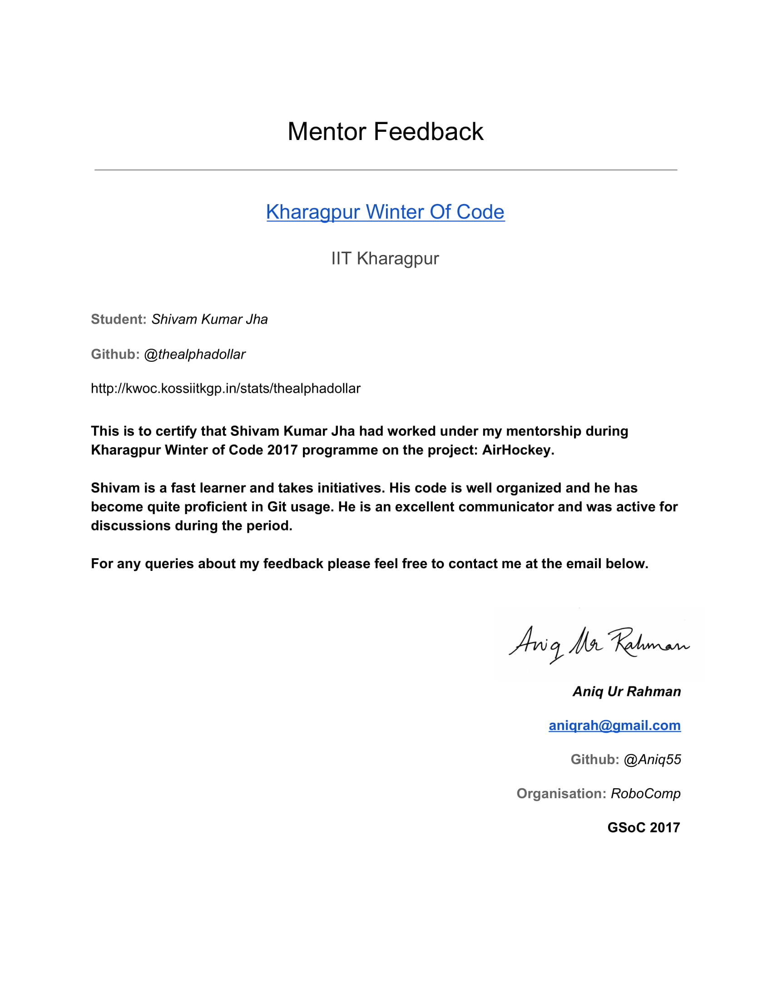 Mentor Feedback
Kharagpur Winter Of Code
IIT Kharagpur
Student: Shivam Kumar Jha
Github: @thealphadollar
http://kwoc.kossiitkgp.in/stats/thealphadollar
This is to certify that Shivam Kumar Jha had worked under my mentorship during
Kharagpur Winter of Code 2017 programme on the project: AirHockey.
Shivam is a fast learner and takes initiatives. His code is well organized and he has
become quite proficient in Git usage. He is an excellent communicator and was active for
discussions during the period.
For any queries about my feedback please feel free to contact me at the email below.
Aniq Ur Rahman
Aniq Ur Rahman
aniqrah@gmail.com
Github: @Aniq55
Organisation: RoboComp
GSoC 2017